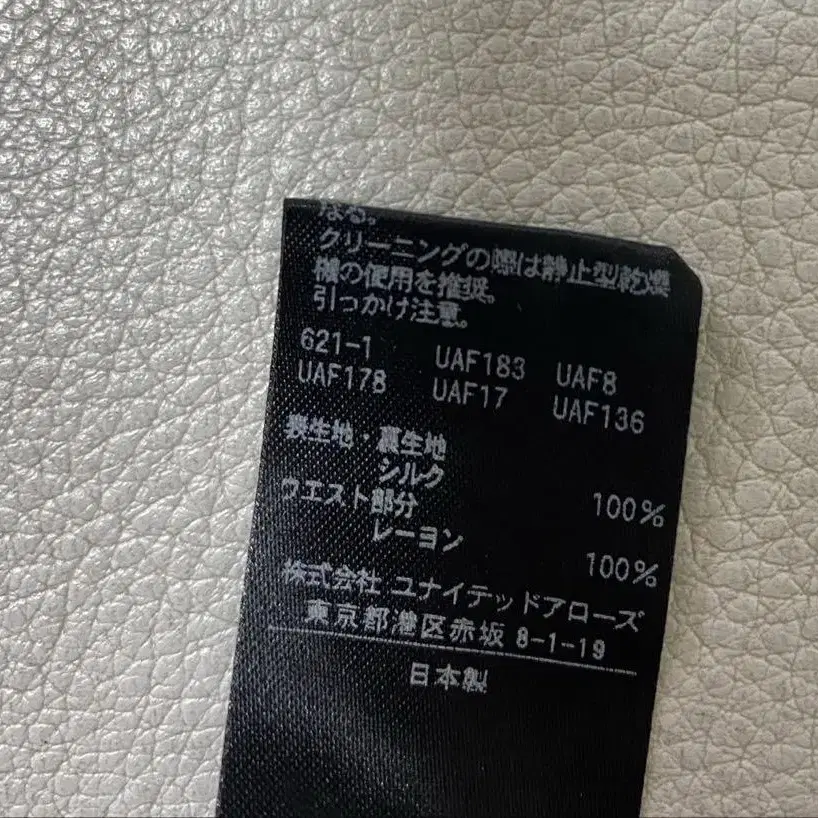 なる。
クリーニングの際は静止型乾燥
機の使用を推奨。
引っかけ注意。
621-1 UAF183 UAF8
UAF178 UAF17 UAF136
表生地・裏生地
シルク 100%
ウエスト部分
レーヨン 100%
株式会社 ユナイテッドアローズ
東京都港区赤坂 8-1-19
日本製